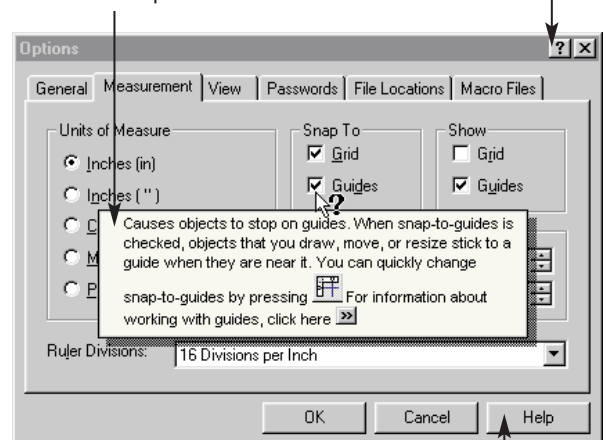 Options ? ×
General Measurement View Passwords File Locations Macro Files
Units of Measure Snap To Show
Inches (in) Grid Grid
Inches ( " ) Guides Guides
C
M
P
Causes objects to stop on guides. When snap-to-guides is
checked, objects that you draw, move, or resize stick to a
guide when they are near it. You can quickly change
snap-to-guides by pressing For information about
working with guides, click here >>
Ruler Divisions: 16 Divisions per Inch
OK Cancel Help